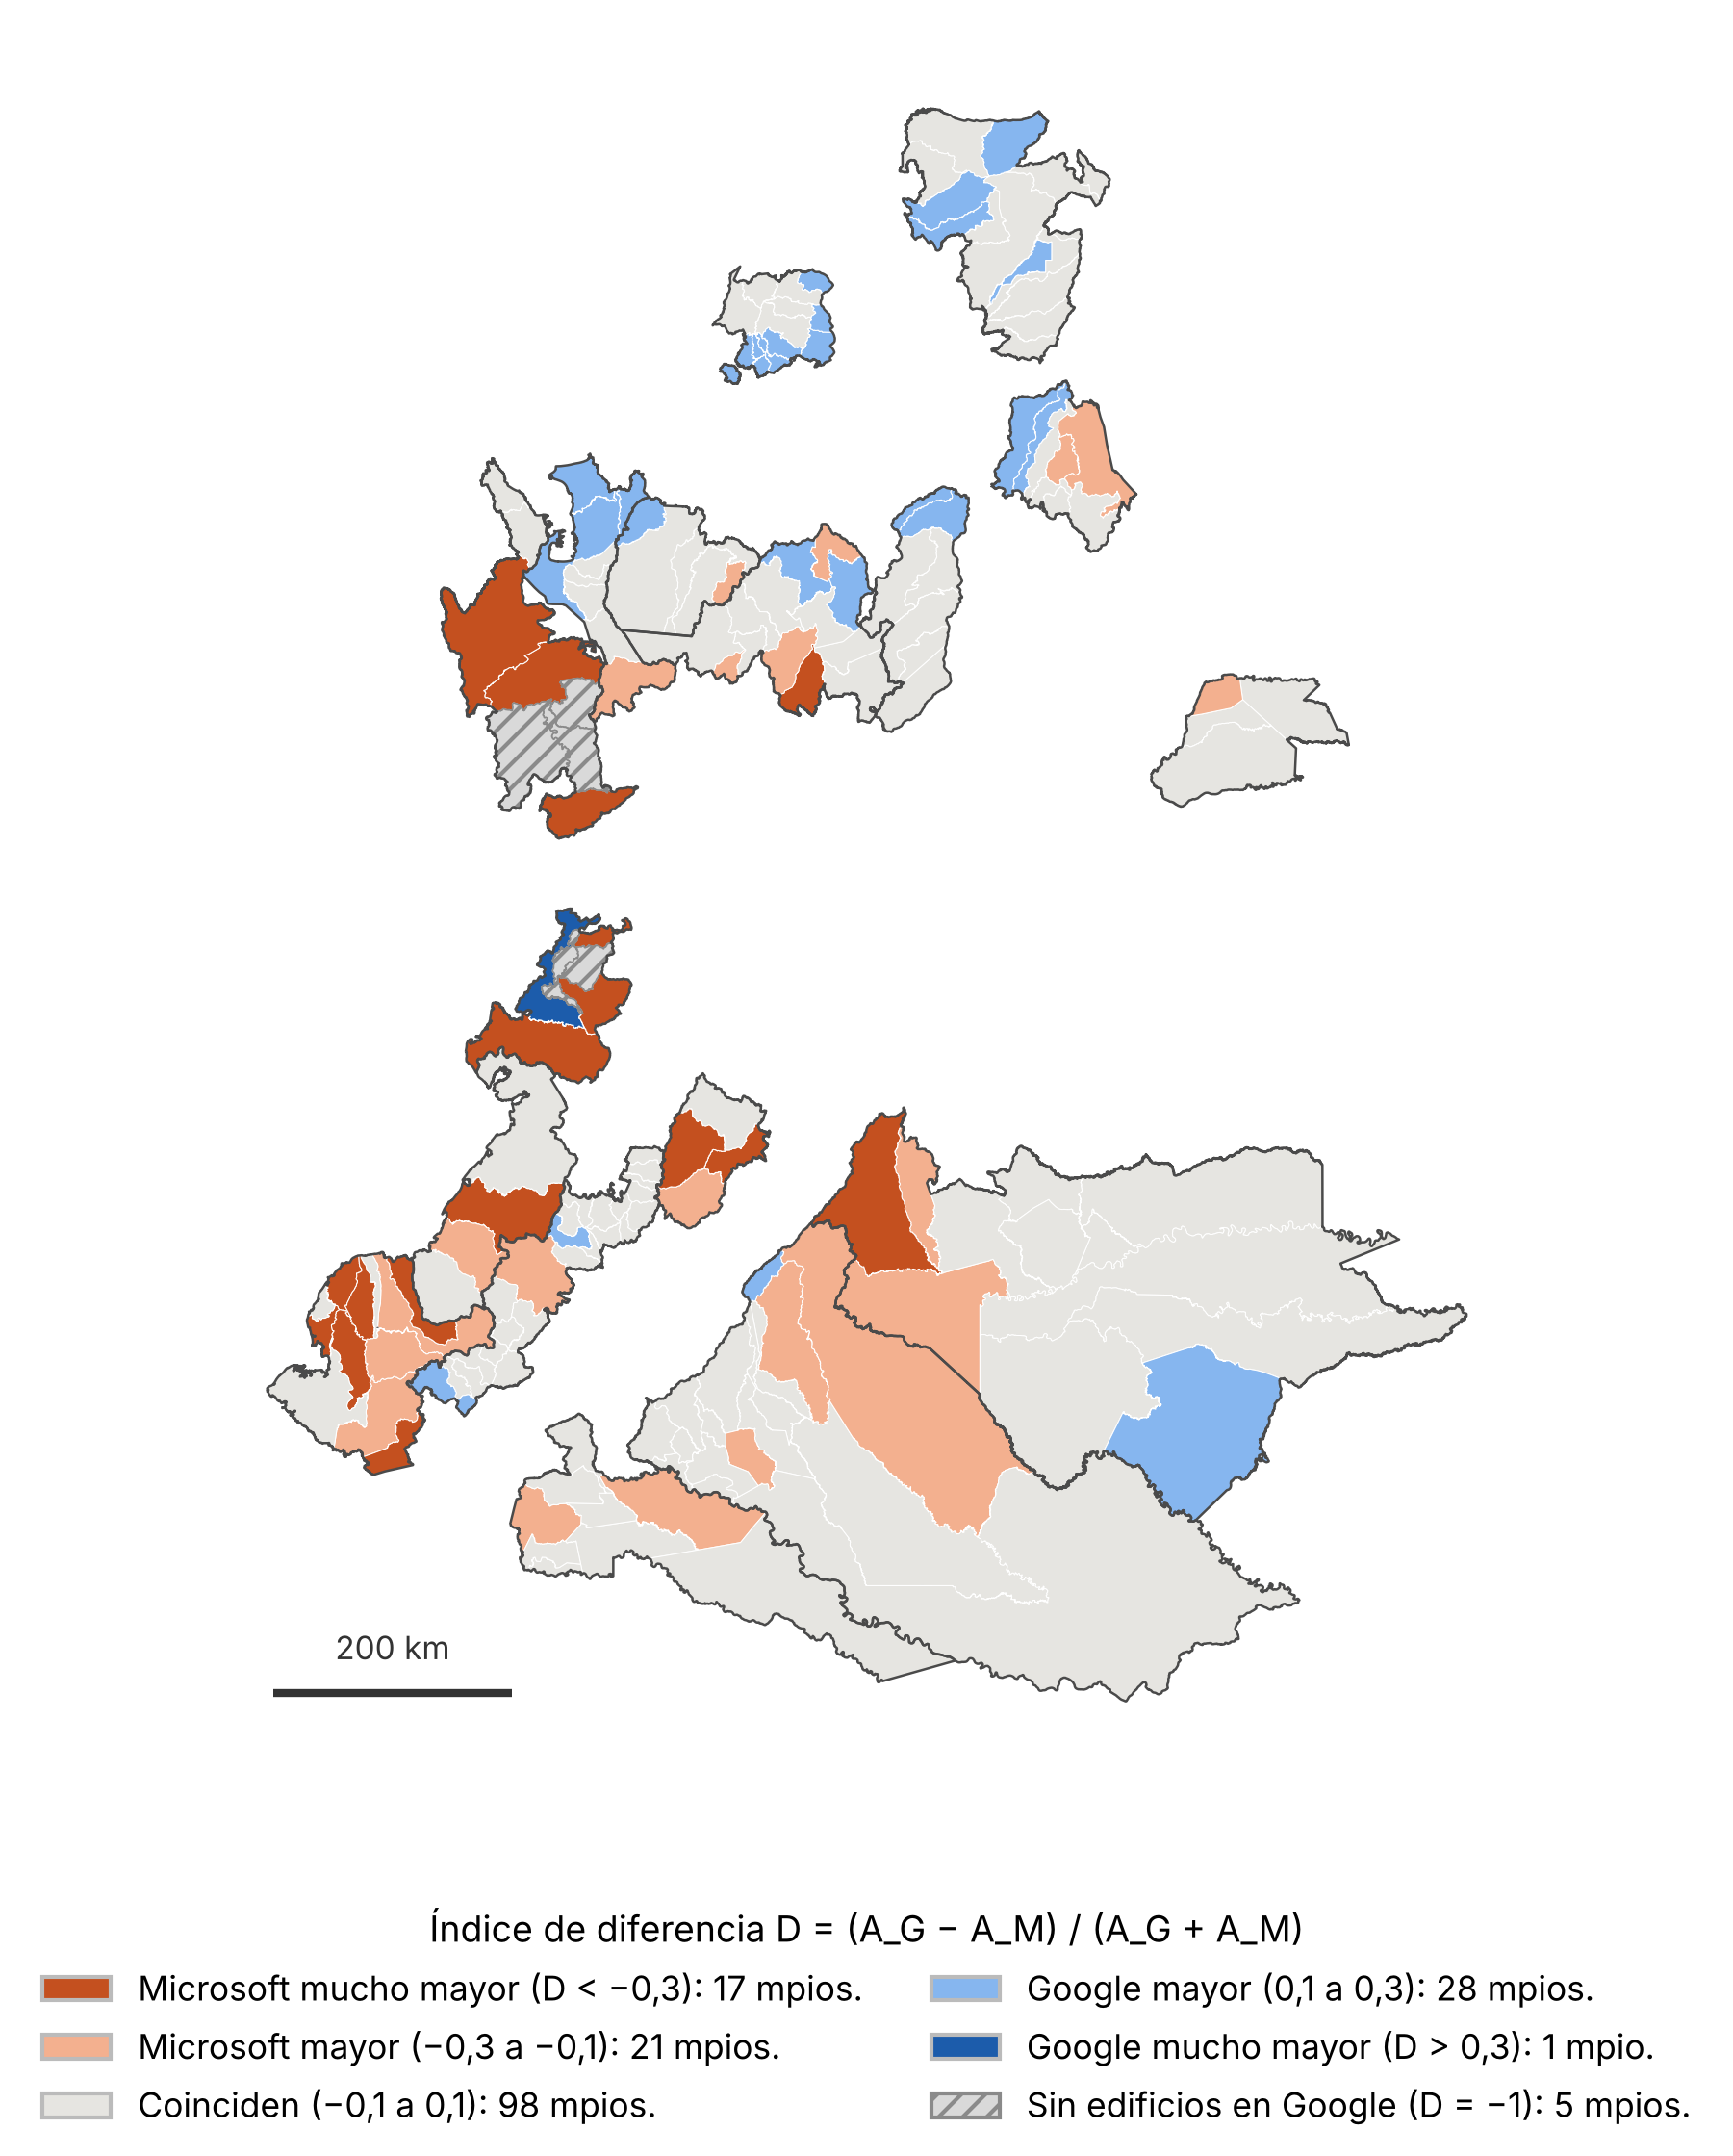 200 km
Índice de diferencia D = (A_G − A_M) / (A_G + A_M)
Microsoft mucho mayor (D < −0,3): 17 mpios.
Microsoft mayor (−0,3 a −0,1): 21 mpios.
Coinciden (−0,1 a 0,1): 98 mpios.
Google mayor (0,1 a 0,3): 28 mpios.
Google mucho mayor (D > 0,3): 1 mpio.
Sin edificios en Google (D = −1): 5 mpios.